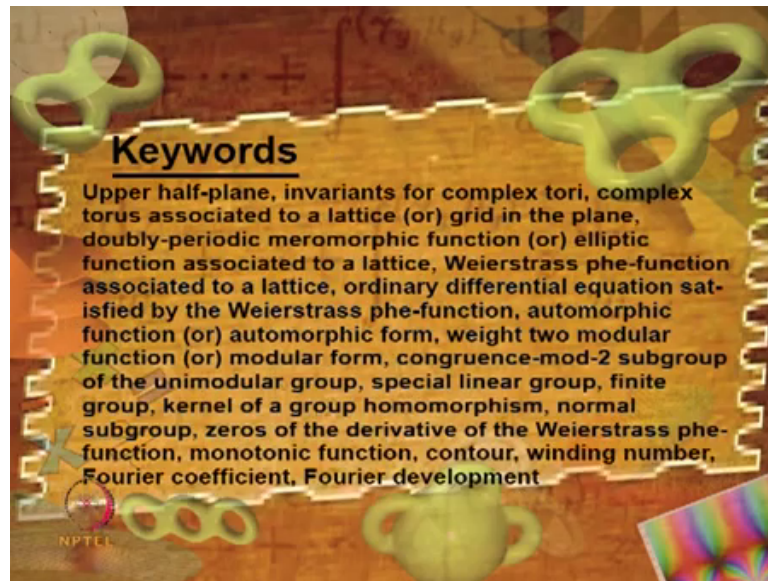 Keywords
Upper half-plane, invariants for complex tori, complex
torus associated to a lattice (or) grid in the plane,
doubly-periodic meromorphic function (or) elliptic
function associated to a lattice, Weierstrass phe-function
associated to a lattice, ordinary differential equation sat-
isfied by the Weierstrass phe-function, automorphic
function (or) automorphic form, weight two modular
function (or) modular form, congruence-mod-2 subgroup
of the unimodular group, special linear group, finite
group, kernel of a group homomorphism, normal
subgroup, zeros of the derivative of the Weierstrass phe-
function, monotonic function, contour, winding number,
Fourier coefficient, Fourier development
NPTEL